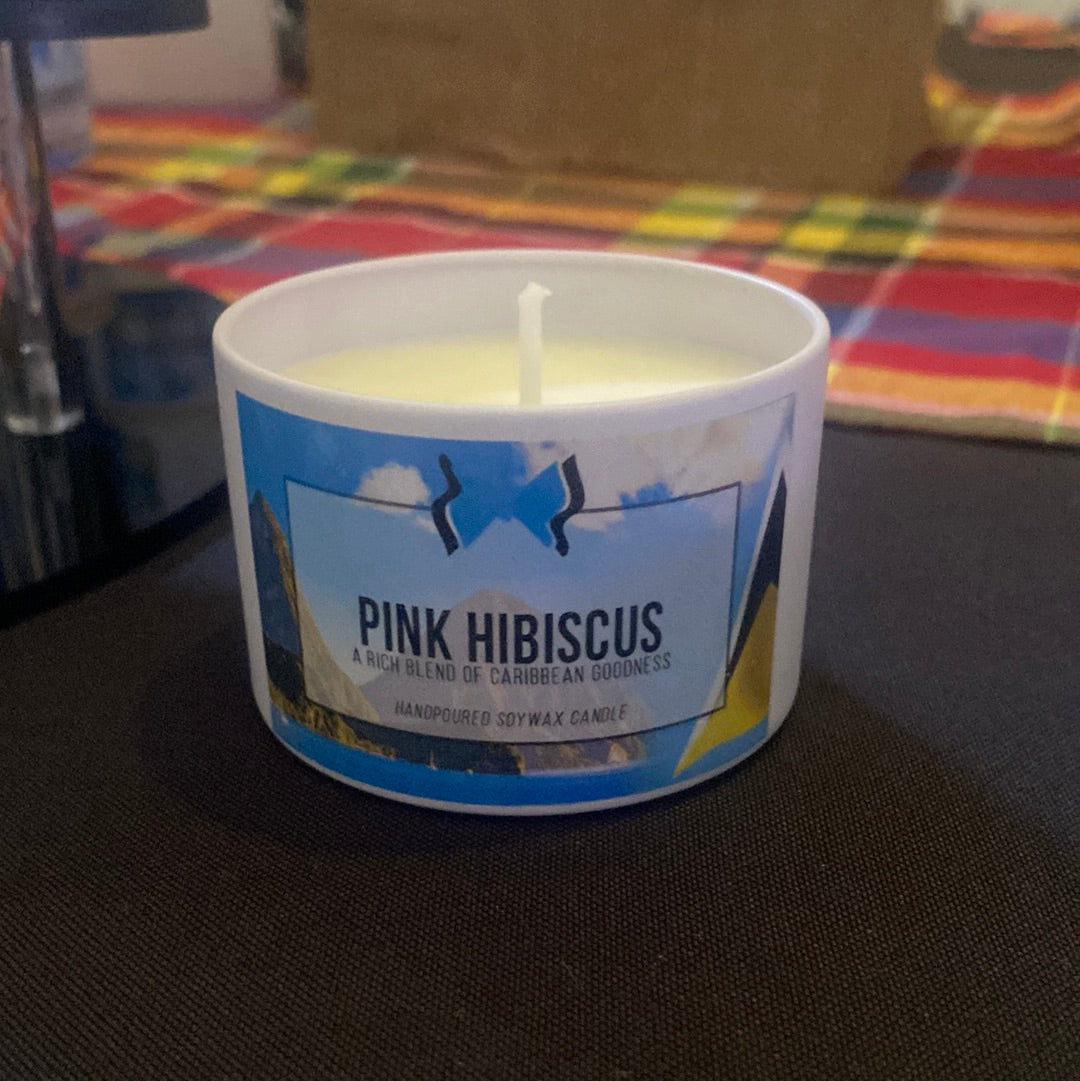 PINK HIBISCUS
A RICH BLEND OF CARIBBEAN GOODNESS
HANDPOURED SOYWAX CANDLE